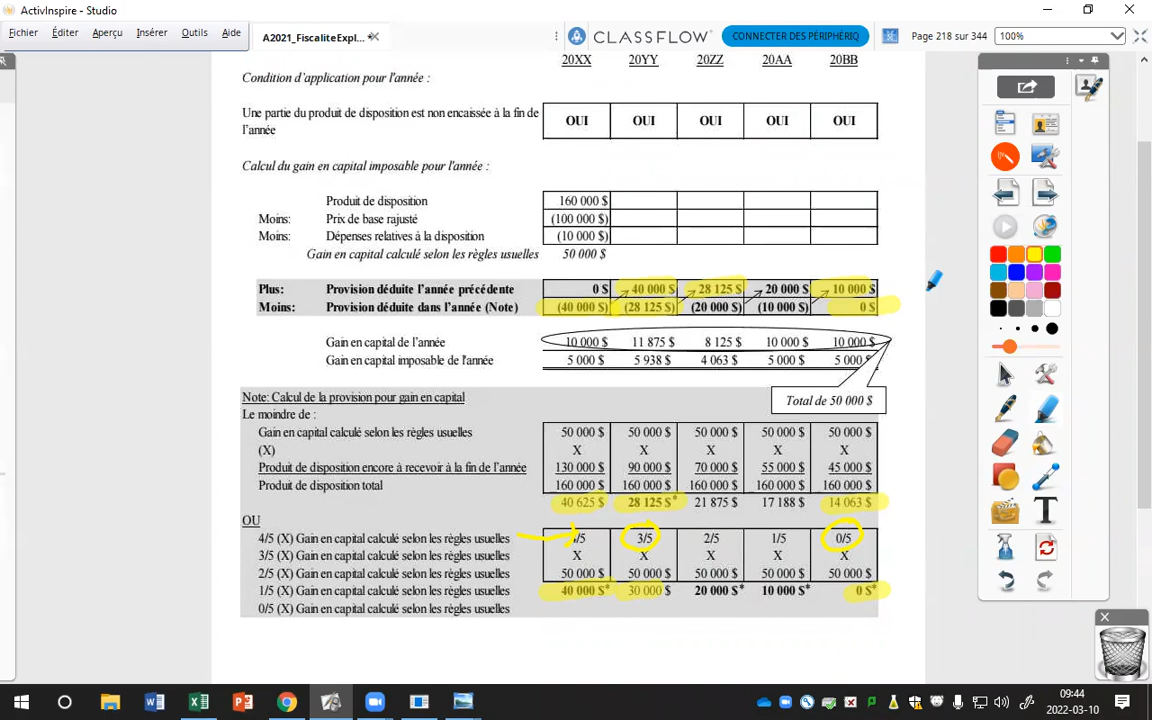 ActivInspire - Studio
Fichier Éditer Aperçu Insérer Outils Aide
A2021_FiscaliteExpl...
CLASSFLOW
CONNECTER DES PÉRIPHÉRIQ
Page 218 sur 344
100%
20XX 20YY 20ZZ 20AA 20BB
Condition d'application pour l'année :
Une partie du produit de disposition est non encaissée à la fin de l'année
OUI OUI OUI OUI OUI
Calcul du gain en capital imposable pour l'année :
Produit de disposition 160 000 $
Moins: Prix de base rajusté (100 000 $)
Moins: Dépenses relatives à la disposition (10 000 $)
Gain en capital calculé selon les règles usuelles 50 000 $
Plus: Provision déduite l'année précédente 0 $ 40 000 $ 28 125 $ 20 000 $ 10 000 $
Moins: Provision déduite dans l'année (Note) (40 000 $) (28 125 $) (20 000 $) (10 000 $) 0 $
Gain en capital de l'année 10 000 $ 11 875 $ 8 125 $ 10 000 $ 10 000 $
Gain en capital imposable de l'année 5 000 $ 5 938 $ 4 063 $ 5 000 $ 5 000 $
Total de 50 000 $
Note: Calcul de la provision pour gain en capital
Le moindre de :
Gain en capital calculé selon les règles usuelles 50 000 $ 50 000 $ 50 000 $ 50 000 $ 50 000 $
(X) X X X X X
Produit de disposition encore à recevoir à la fin de l'année 130 000 $ 90 000 $ 70 000 $ 55 000 $ 45 000 $
Produit de disposition total 160 000 $ 160 000 $ 160 000 $ 160 000 $ 160 000 $
40 625 $ 28 125 $* 21 875 $ 17 188 $ 14 063 $
OU
4/5 (X) Gain en capital calculé selon les règles usuelles 4/5 3/5 2/5 1/5 0/5
3/5 (X) Gain en capital calculé selon les règles usuelles X X X X X
2/5 (X) Gain en capital calculé selon les règles usuelles 50 000 $ 50 000 $ 50 000 $ 50 000 $ 50 000 $
1/5 (X) Gain en capital calculé selon les règles usuelles 40 000 $* 30 000 $ 20 000 $* 10 000 $* 0 $*
0/5 (X) Gain en capital calculé selon les règles usuelles
09:44
2022-03-10